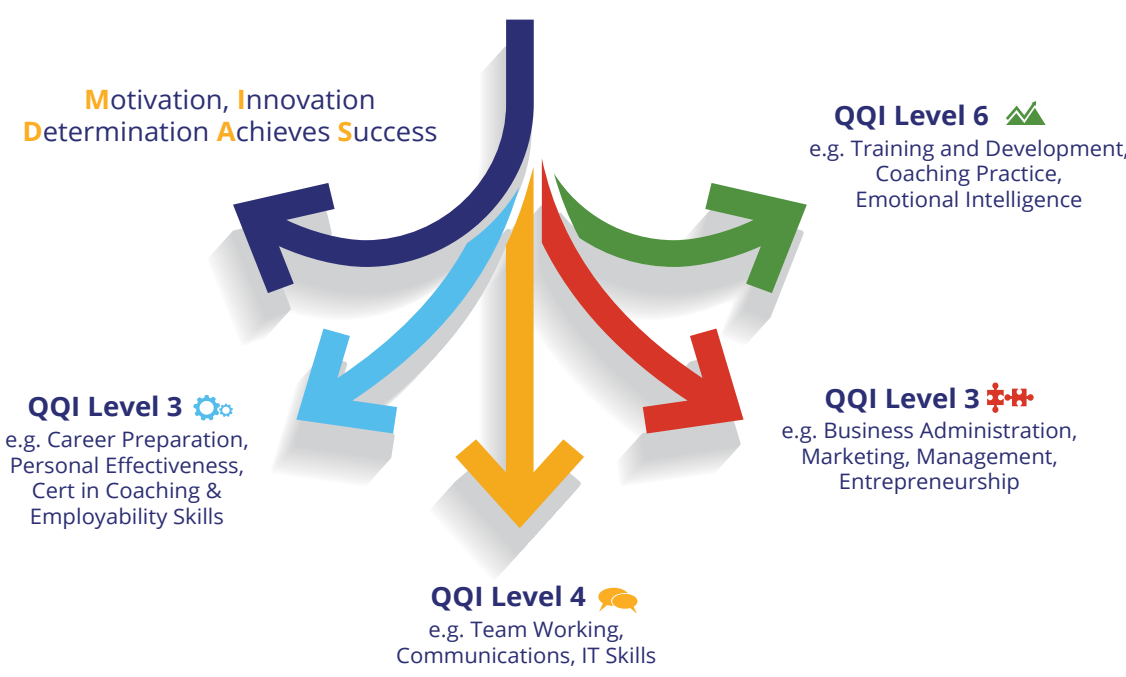 Motivation, Innovation
Determination Achieves Success
QQI Level 6
e.g. Training and Development,
Coaching Practice,
Emotional Intelligence
QQI Level 3
e.g. Career Preparation,
Personal Effectiveness,
Cert in Coaching &
Employability Skills
QQI Level 3
e.g. Business Administration,
Marketing, Management,
Entrepreneurship
QQI Level 4
e.g. Team Working,
Communications, IT Skills